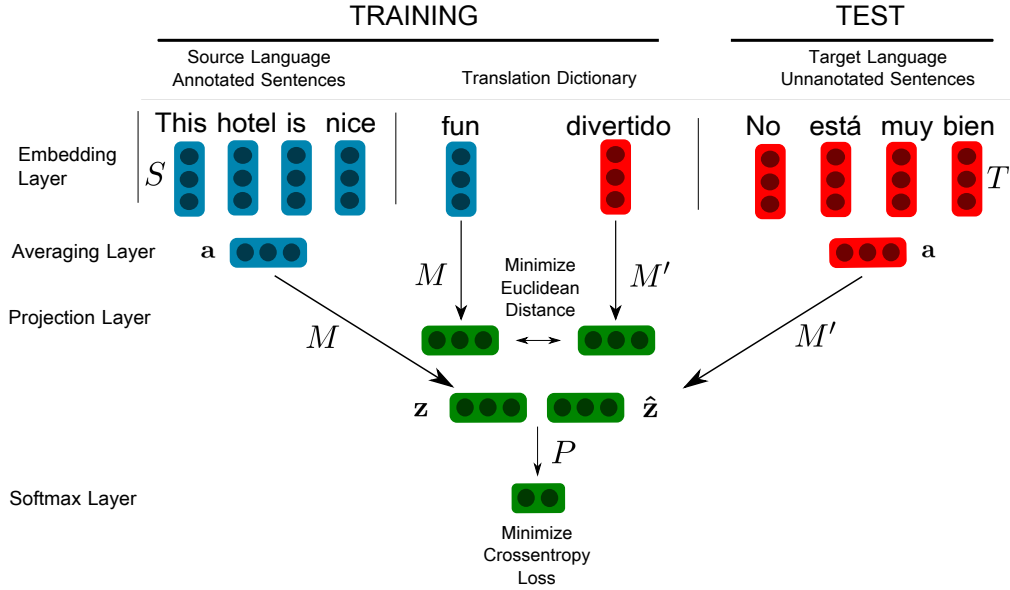 TRAINING
TEST
Source Language
Annotated Sentences
Translation Dictionary
Target Language
Unnanotated Sentences
This hotel is nice
fun
divertido
No está muy bien
Embedding
Layer
S
T
Averaging Layer
a
a
M
Minimize
Euclidean
Distance
M'
Projection Layer
M
M'
z
ẑ
P
Softmax Layer
Minimize
Crossentropy
Loss